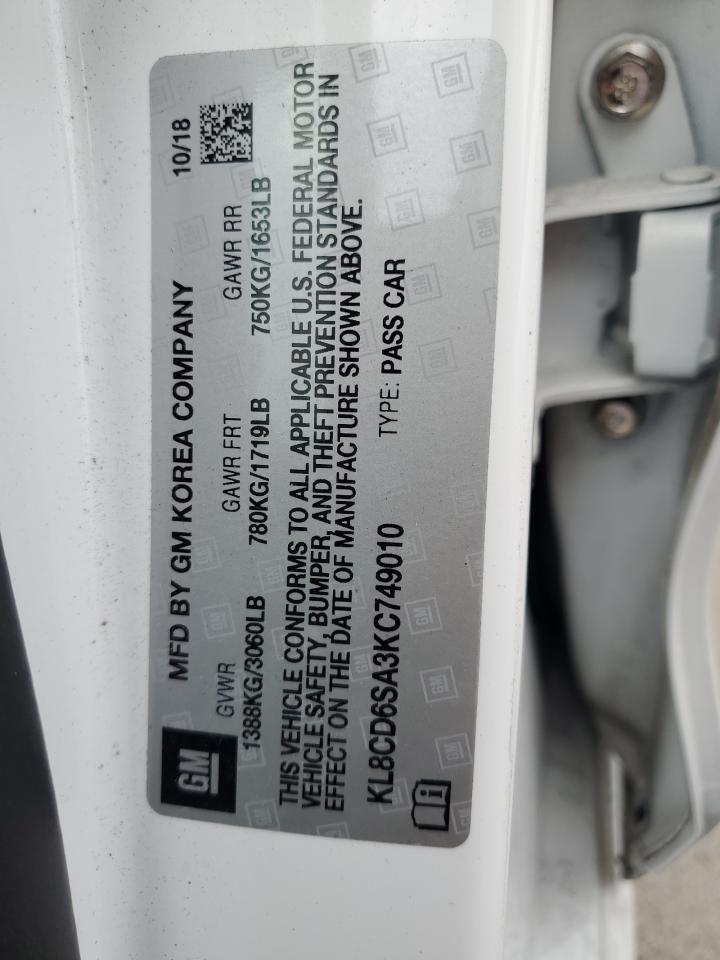 GM
MFD BY GM KOREA COMPANY 10/18
GVWR GAWR FRT GAWR RR
1388KG/3060LB 780KG/1719LB 750KG/1653LB
THIS VEHICLE CONFORMS TO ALL APPLICABLE U.S. FEDERAL MOTOR
VEHICLE SAFETY, BUMPER, AND THEFT PREVENTION STANDARDS IN
EFFECT ON THE DATE OF MANUFACTURE SHOWN ABOVE.
KL8CD6SA3KC749010 TYPE: PASS CAR